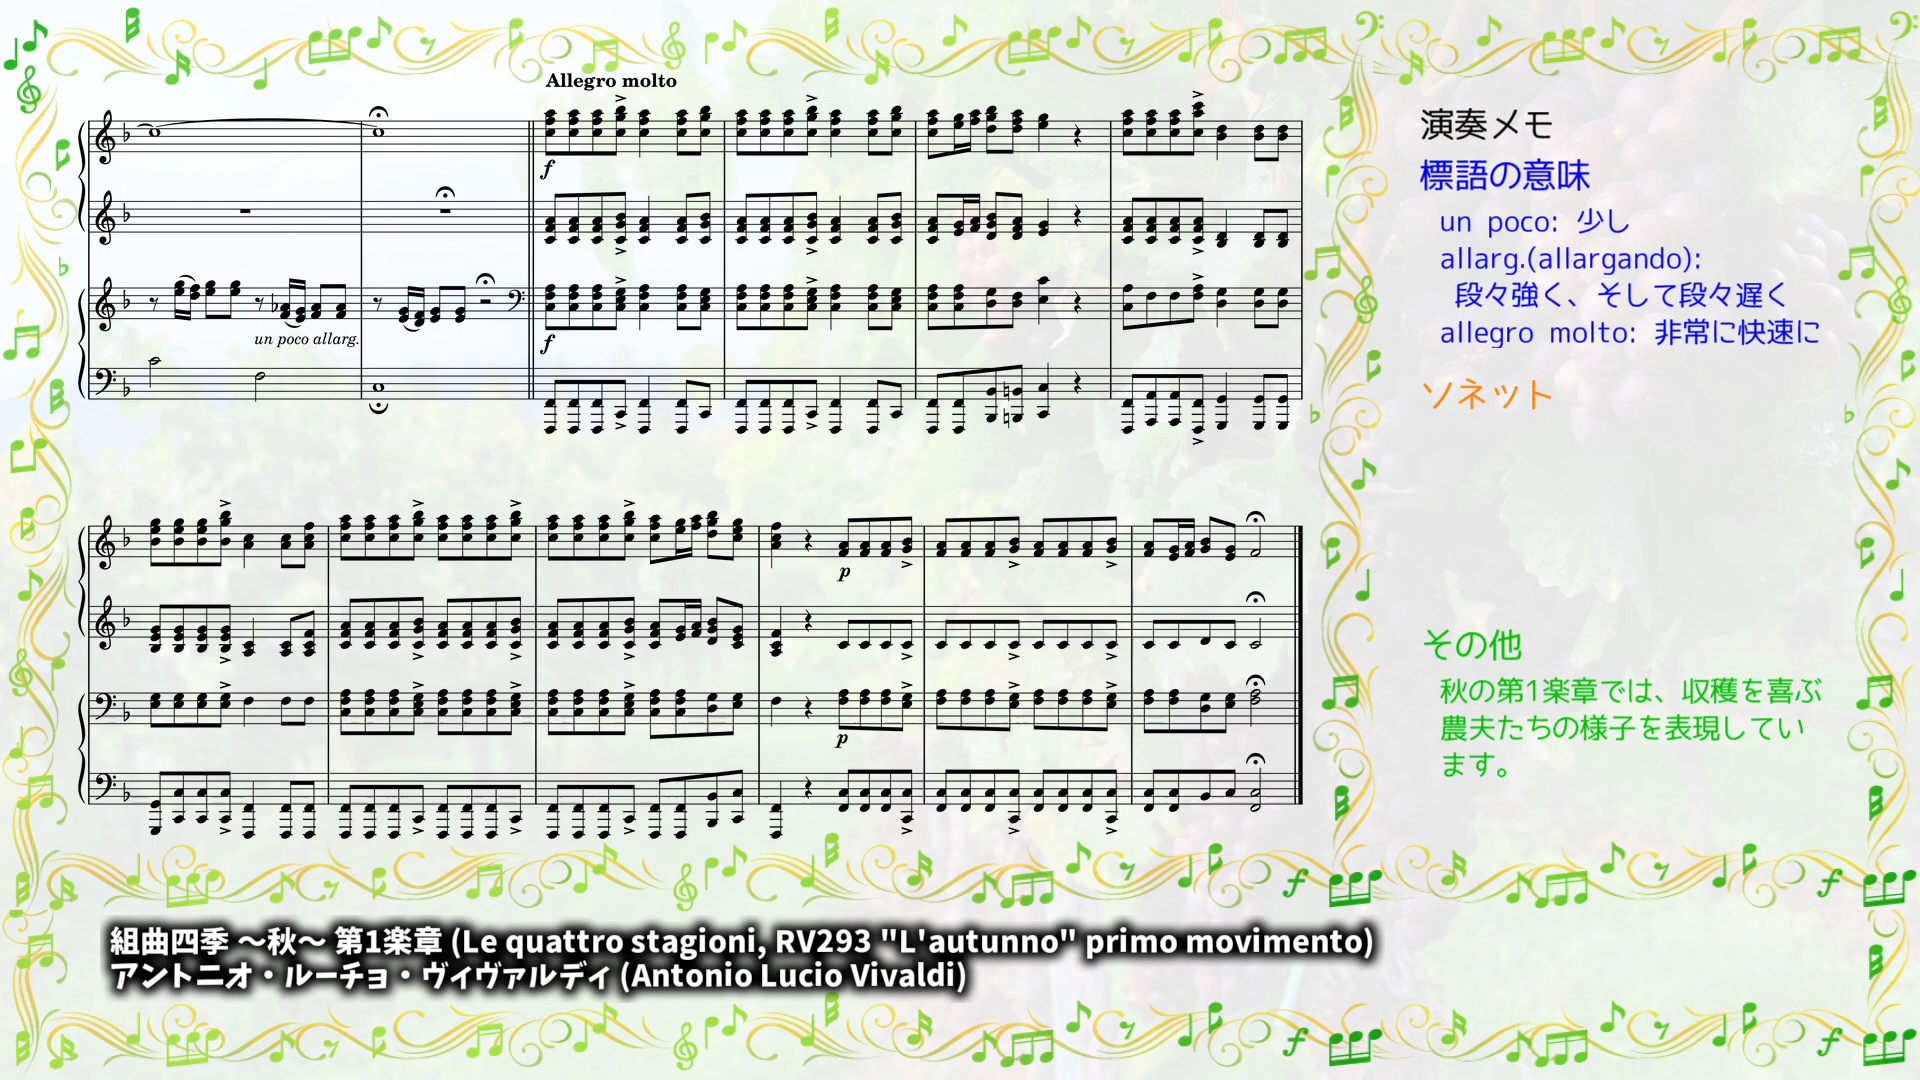 Allegro molto
f
un poco allarg.
f
p
p
演奏メモ
標語の意味
un poco: 少し
allarg.(allargando):
段々強く、そして段々遅く
allegro molto: 非常に快速に
ソネット
その他
秋の第1楽章では、収穫を喜ぶ
農夫たちの様子を表現してい
ます。
組曲四季 ～秋～ 第1楽章 (Le quattro stagioni, RV293 "L'autunno" primo movimento)
アントニオ・ルーチョ・ヴィヴァルディ (Antonio Lucio Vivaldi)